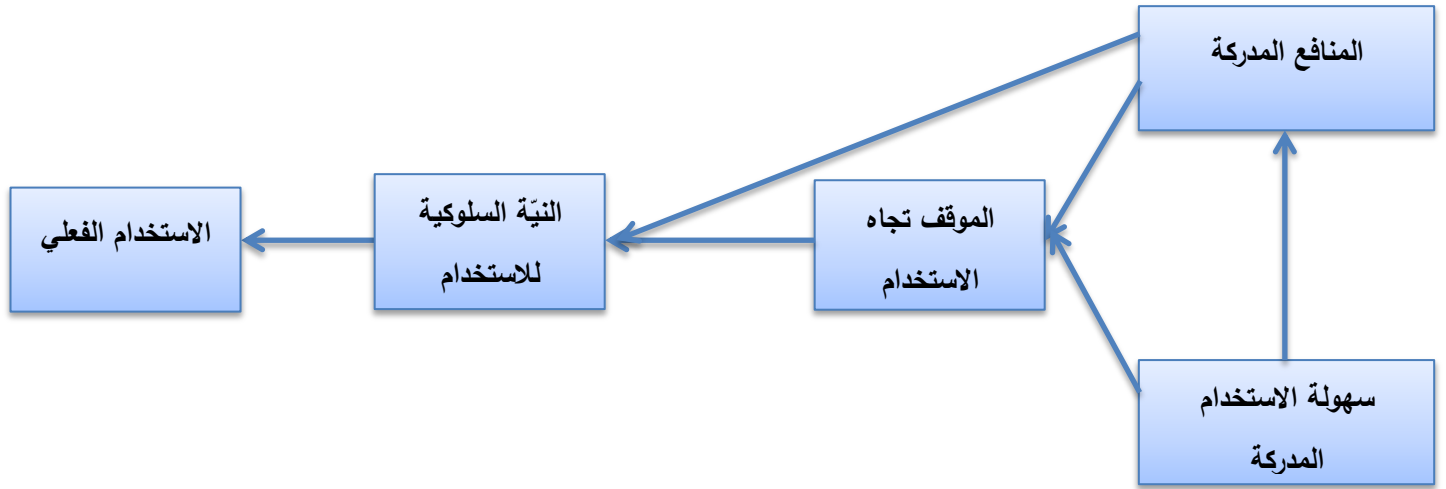 المنافع المدركة
الموقف تجاه
الاستخدام
النيّة السلوكية
للاستخدام
الاستخدام الفعلي
سهولة الاستخدام
المدركة